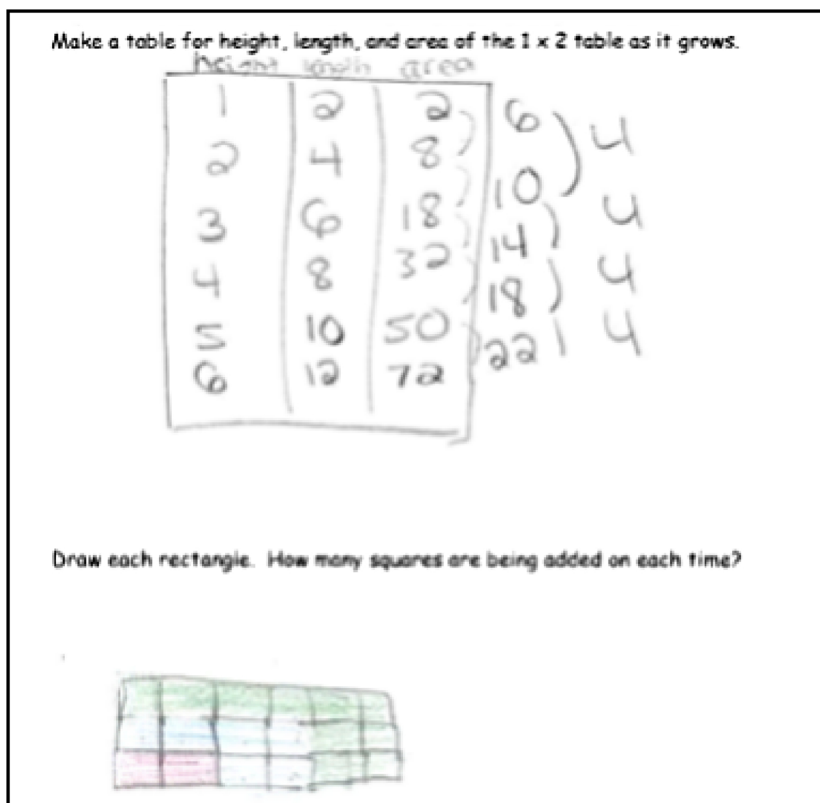 Make a table for height, length, and area of the 1 x 2 table as it grows.
height length area
1 2 2
6
4
2 4 8
10
3 6 18
4
14
4 8 32
4
18
5 10 50
4
22
6 12 72
Draw each rectangle. How many squares are being added on each time?